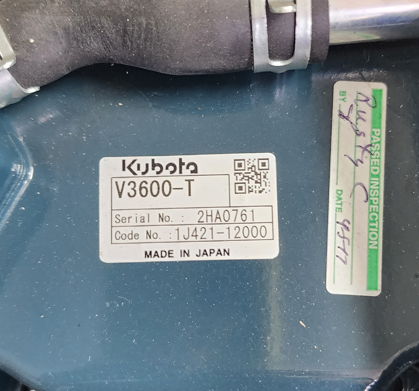 Kubota
V3600-T
Serial No. : 2HA0761
Code No. : 1J421-12000
MADE IN JAPAN
PASSED INSPECTION
BY
DATE